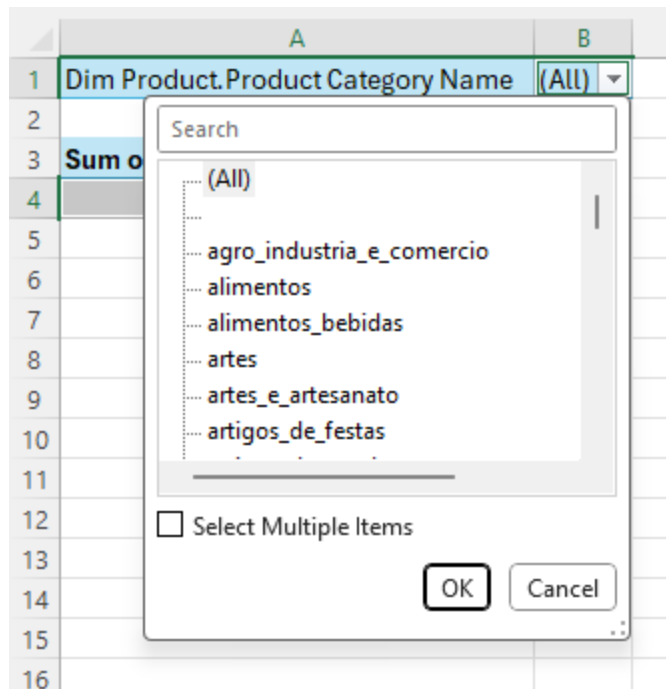 A B
1 Dim Product.Product Category Name (All)
2 Search
3 Sum o
(All)
4
5 agro_industria_e_comercio
6 alimentos
7 alimentos_bebidas
8 artes
9 artes_e_artesanato
10 artigos_de_festas
11
12 Select Multiple Items
13
14 OK Cancel
15
16